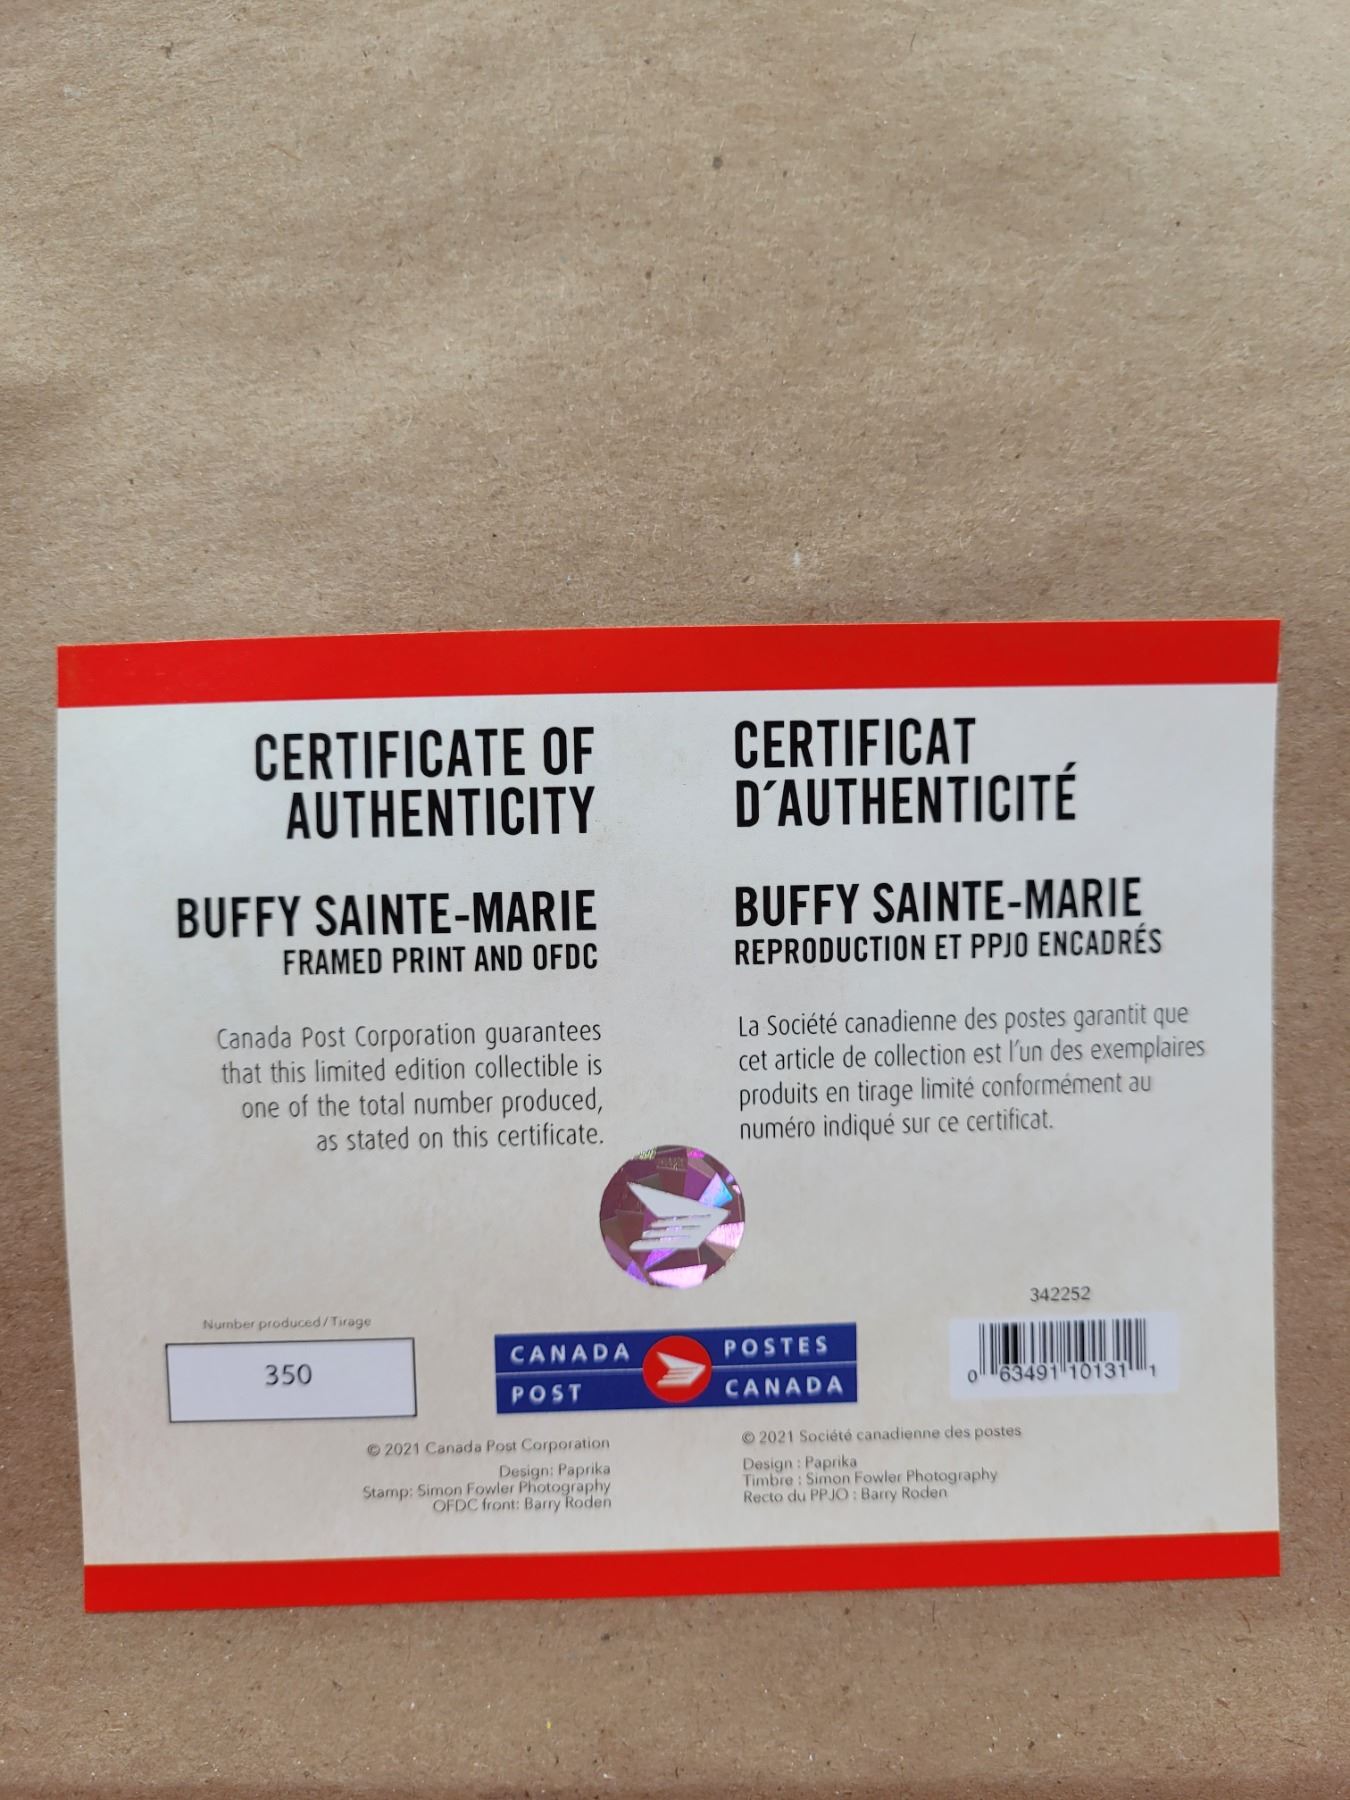 CERTIFICATE OF
AUTHENTICITY
BUFFY SAINTE-MARIE
FRAMED PRINT AND OFDC
Canada Post Corporation guarantees
that this limited edition collectible is
one of the total number produced,
as stated on this certificate.
CERTIFICAT
D´AUTHENTICITÉ
BUFFY SAINTE-MARIE
REPRODUCTION ET PPJO ENCADRÉS
La Société canadienne des postes garantit que
cet article de collection est l'un des exemplaires
produits en tirage limité conformément au
numéro indiqué sur ce certificat.
Number produced / Tirage
350
CANADA
POST
POSTES
CANADA
342252
0 63491 10131 1
© 2021 Canada Post Corporation
Design: Paprika
Stamp: Simon Fowler Photography
OFDC front: Barry Roden
© 2021 Société canadienne des postes
Design : Paprika
Timbre : Simon Fowler Photography
Recto du PPJO : Barry Roden